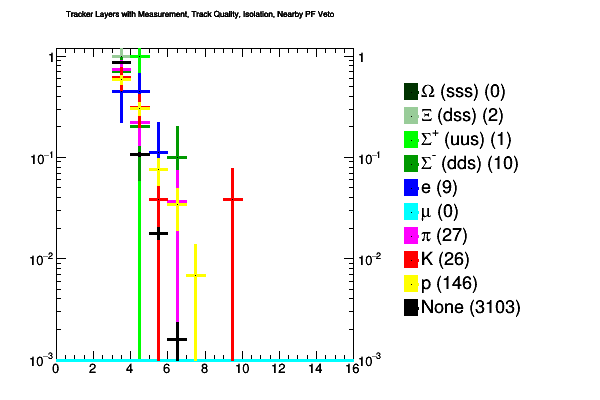 Tracker Layers with Measurement, Track Quality, Isolation, Nearby PF Veto
1
10⁻¹
10⁻²
10⁻³
1
10⁻¹
10⁻²
10⁻³
0 2 4 6 8 10 12 14 16
Ω (sss) (0)
Ξ⁻ (dss) (2)
Σ⁺ (uus) (1)
Σ⁻ (dds) (10)
e (9)
μ (0)
π (27)
K (26)
p (146)
None (3103)